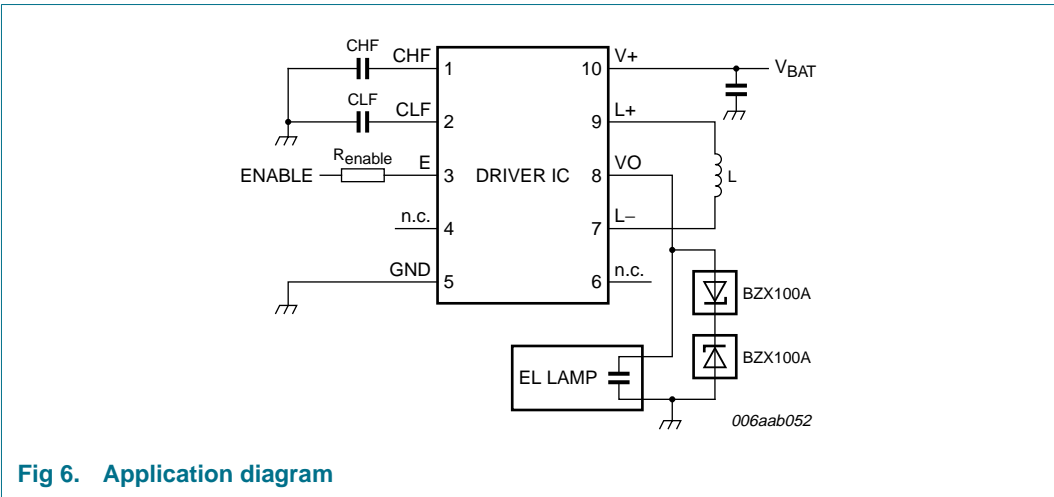 CHF
CHF
1
CLF
CLF
2
Renable
ENABLE
E
3
n.c.
4
GND
5
DRIVER IC
V+
10
VBAT
L+
9
L
VO
8
L−
7
n.c.
6
BZX100A
BZX100A
EL LAMP
006aab052
Fig 6. Application diagram